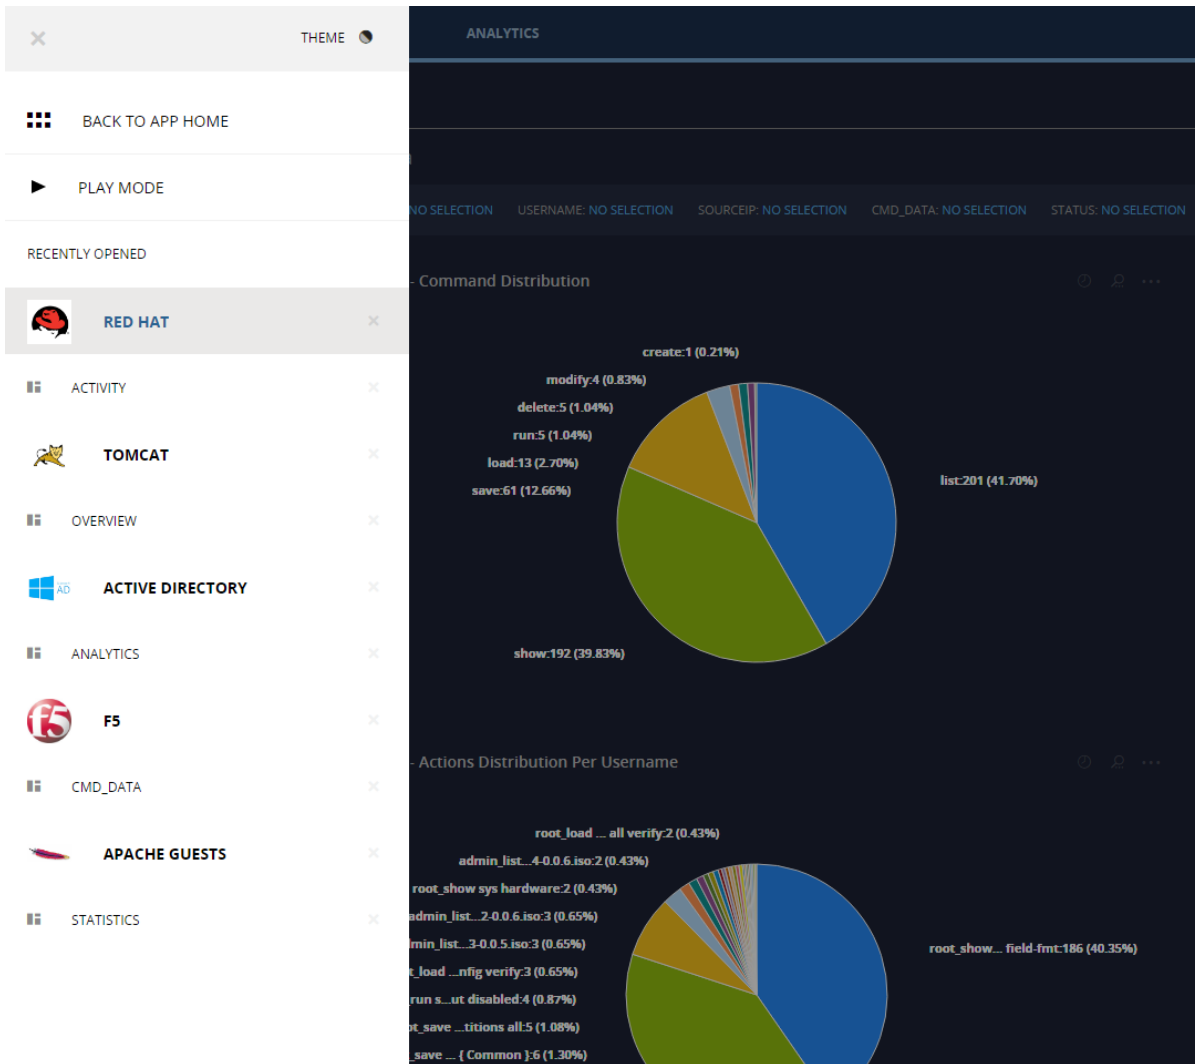 THEME
ANALYTICS
BACK TO APP HOME
PLAY MODE
NO SELECTION USERNAME: NO SELECTION SOURCEIP: NO SELECTION CMD_DATA: NO SELECTION STATUS: NO SELECTION
RECENTLY OPENED
RED HAT
ACTIVITY
TOMCAT
OVERVIEW
AD
ACTIVE DIRECTORY
ANALYTICS
f5
F5
CMD_DATA
APACHE GUESTS
STATISTICS
- Command Distribution
create:1 (0.21%)
modify:4 (0.83%)
delete:5 (1.04%)
run:5 (1.04%)
load:13 (2.70%)
save:61 (12.66%)
list:201 (41.70%)
show:192 (39.83%)
- Actions Distribution Per Username
root_load ... all verify:2 (0.43%)
admin_list...4-0.0.6.iso:2 (0.43%)
root_show sys hardware:2 (0.43%)
admin_list...2-0.0.6.iso:3 (0.65%)
min_list...3-0.0.5.iso:3 (0.65%)
t_load ...nfig verify:3 (0.65%)
run s...ut disabled:4 (0.87%)
ot_save ...titions all:5 (1.08%)
_save ... { Common }:6 (1.30%)
root_show... field-fmt:186 (40.35%)